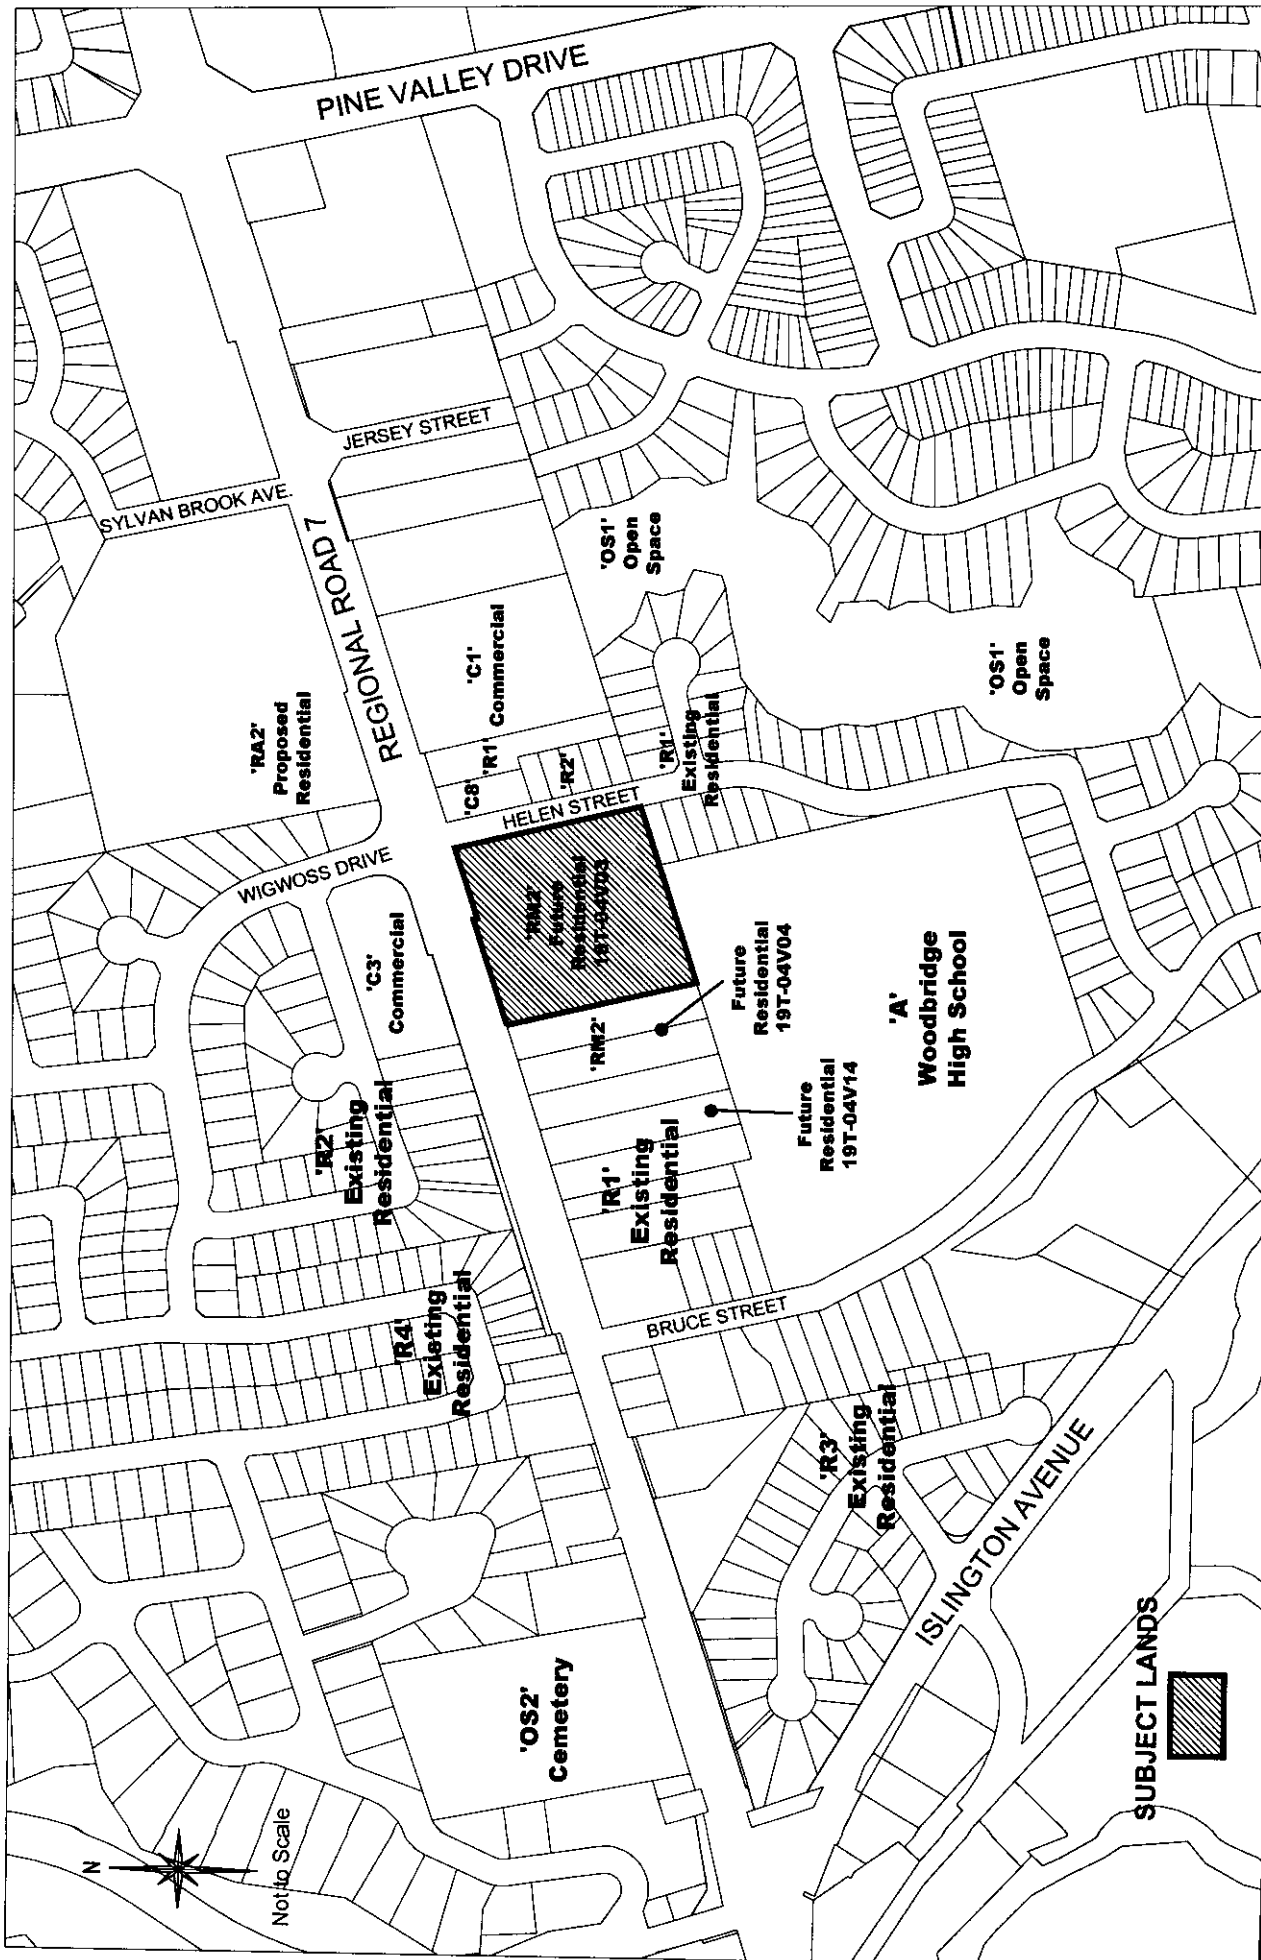 PINE VALLEY DRIVE
JERSEY STREET
SYLVAN BROOK AVE.
REGIONAL ROAD 7
'OS1'
Open
Space
'C1'
Commercial
'RA2'
Proposed
Residential
'OS1'
Open
Space
'C8'
'R1'
'R2'
'R1'
Existing
Residential
HELEN STREET
WIGWOSS DRIVE
'RM2'
Future
Residential
19T-04V03
'C3'
Commercial
'RM2'
Future
Residential
19T-04V04
'A'
Woodbridge
High School
Future
Residential
19T-04V14
'R2'
Existing
Residential
'R1'
Existing
Residential
'R4'
Existing
Residential
BRUCE STREET
'R3'
Existing
Residential
ISLINGTON AVENUE
'OS2'
Cemetery
N
Not to Scale
SUBJECT LANDS